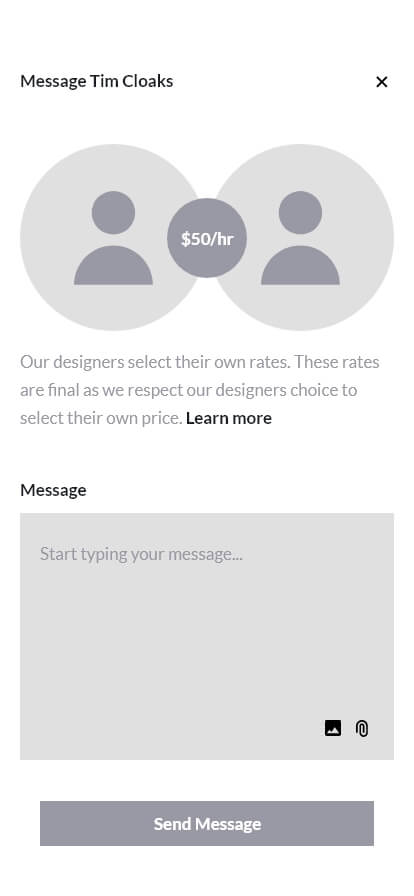 Message Tim Cloaks
$50/hr
Our designers select their own rates. These rates
are final as we respect our designers choice to
select their own price. Learn more
Message
Start typing your message...
Send Message